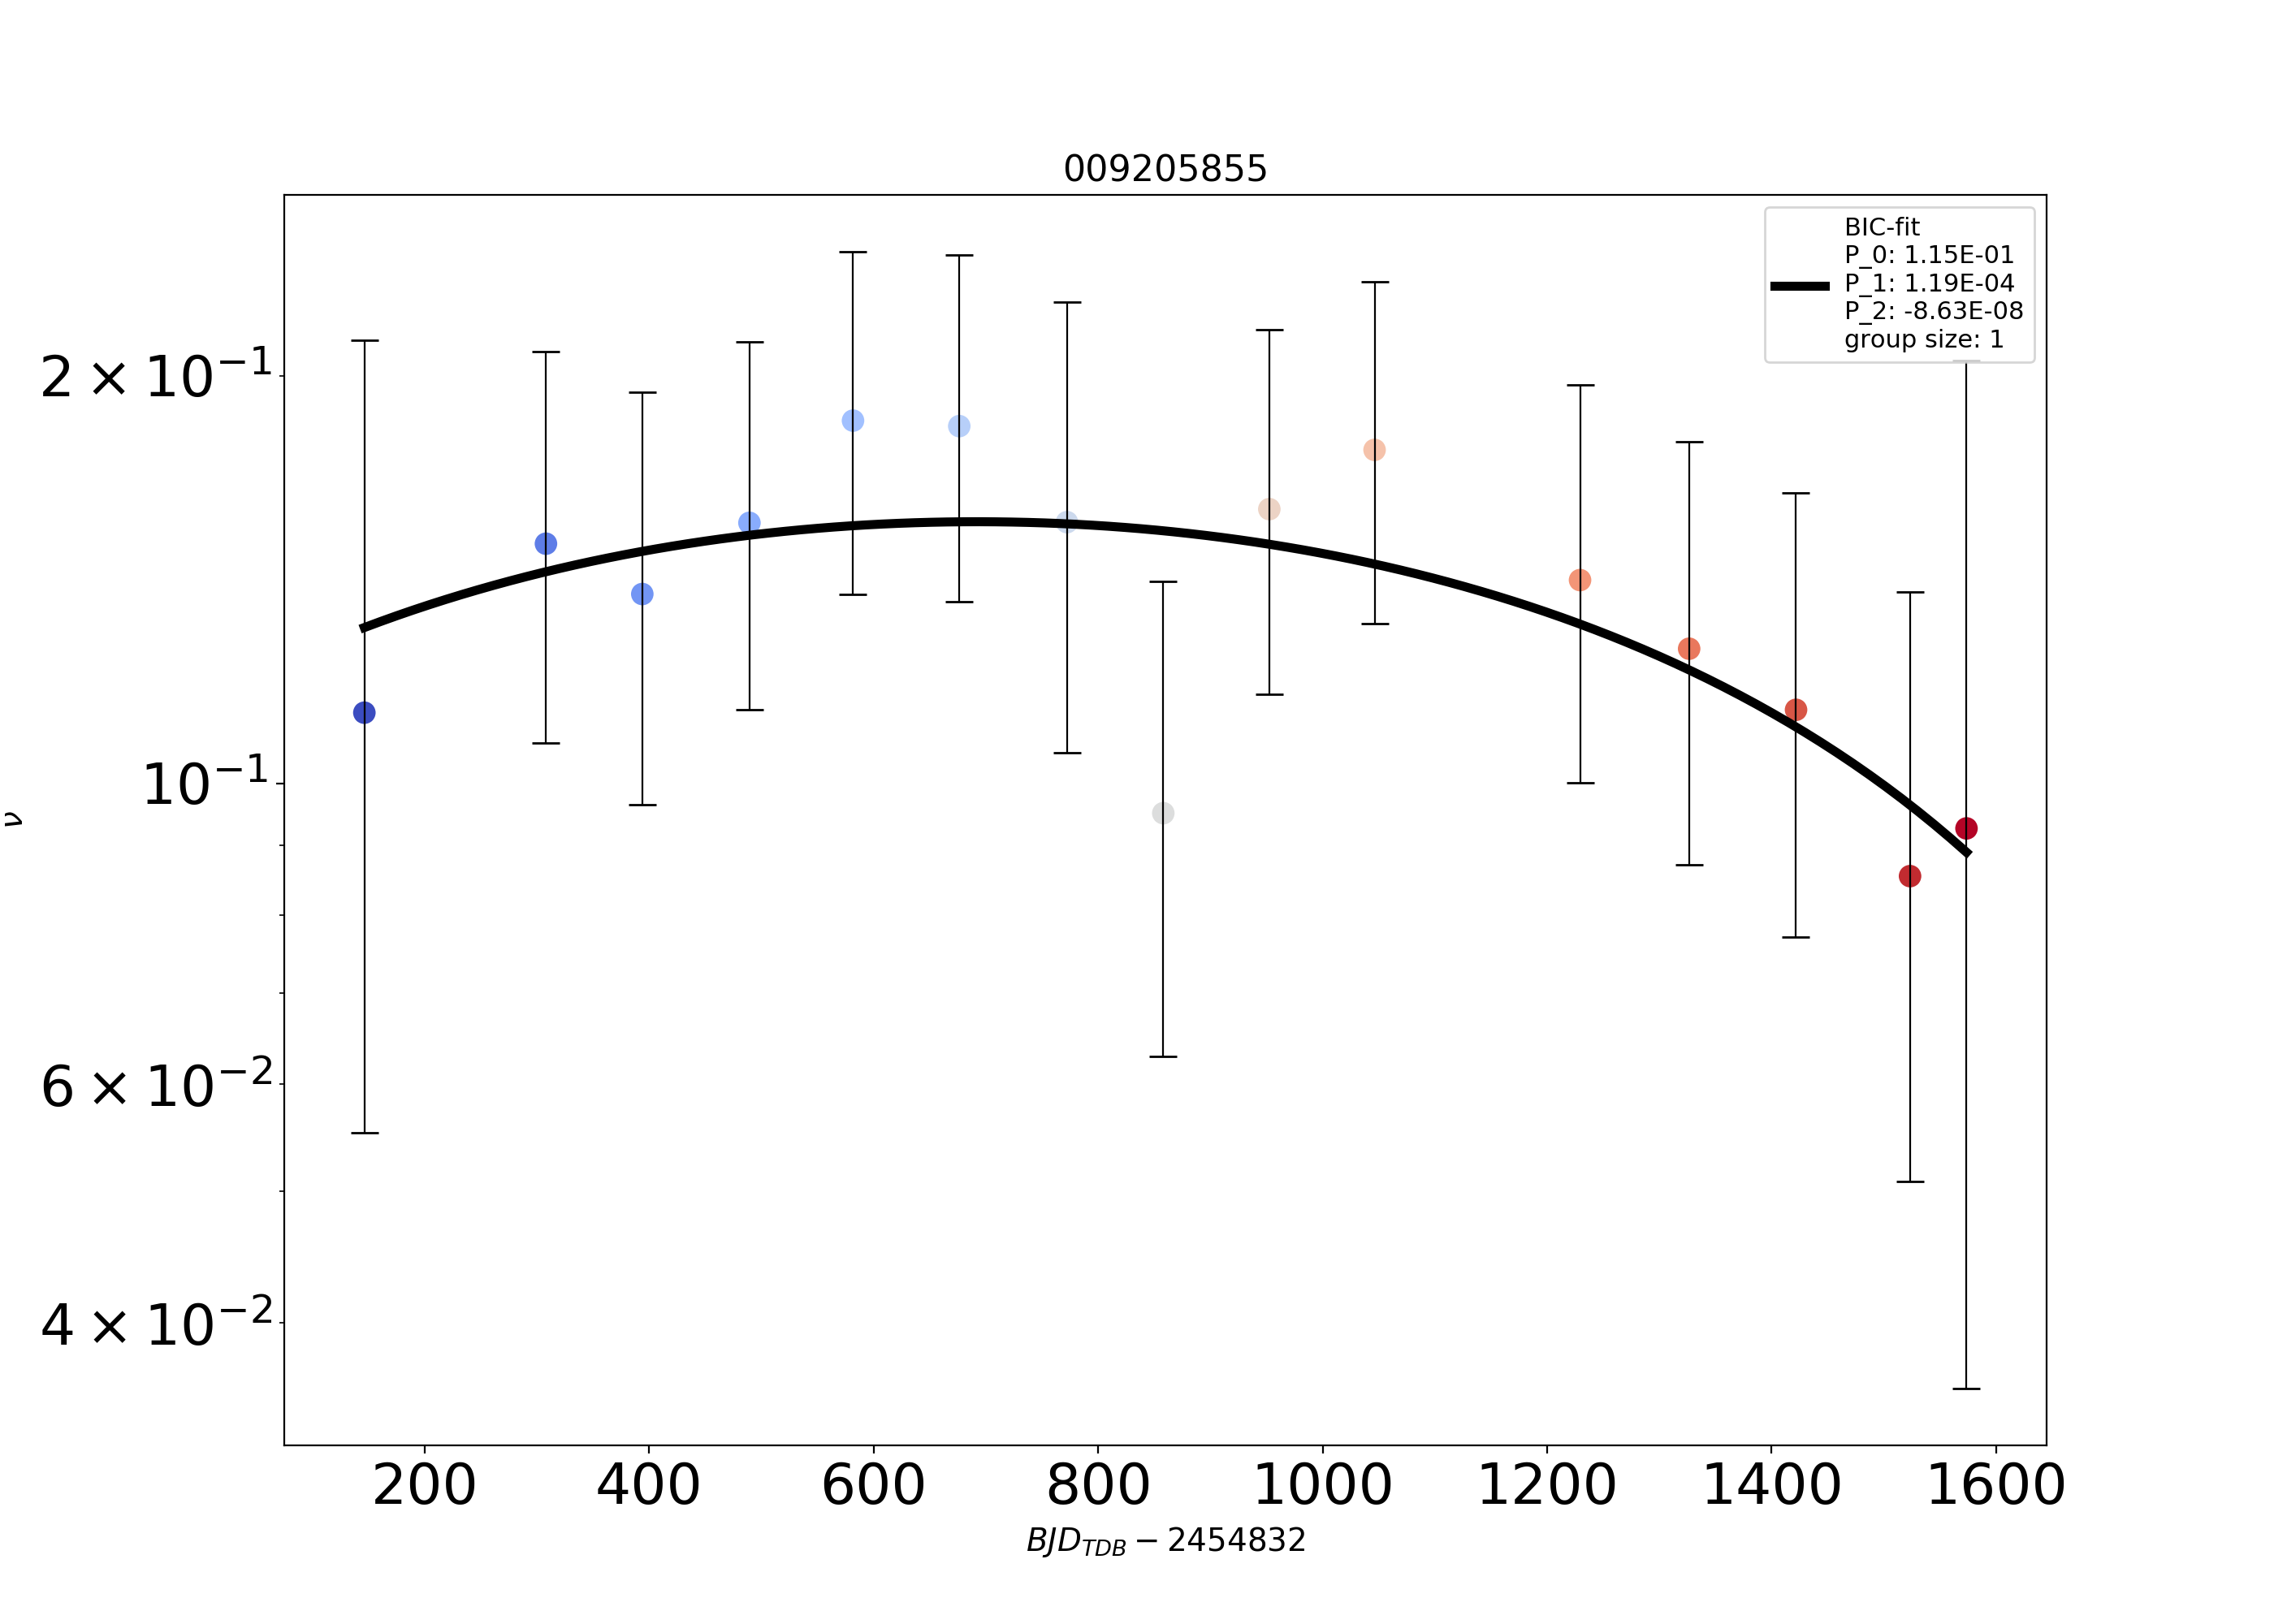 009205855
BIC-fit
P_0: 1.15E-01
P_1: 1.19E-04
P_2: -8.63E-08
group size: 1
2 × 10⁻¹
10⁻¹
6 × 10⁻²
4 × 10⁻²
ν
200 400 600 800 1000 1200 1400 1600
BJD_TDB − 2454832